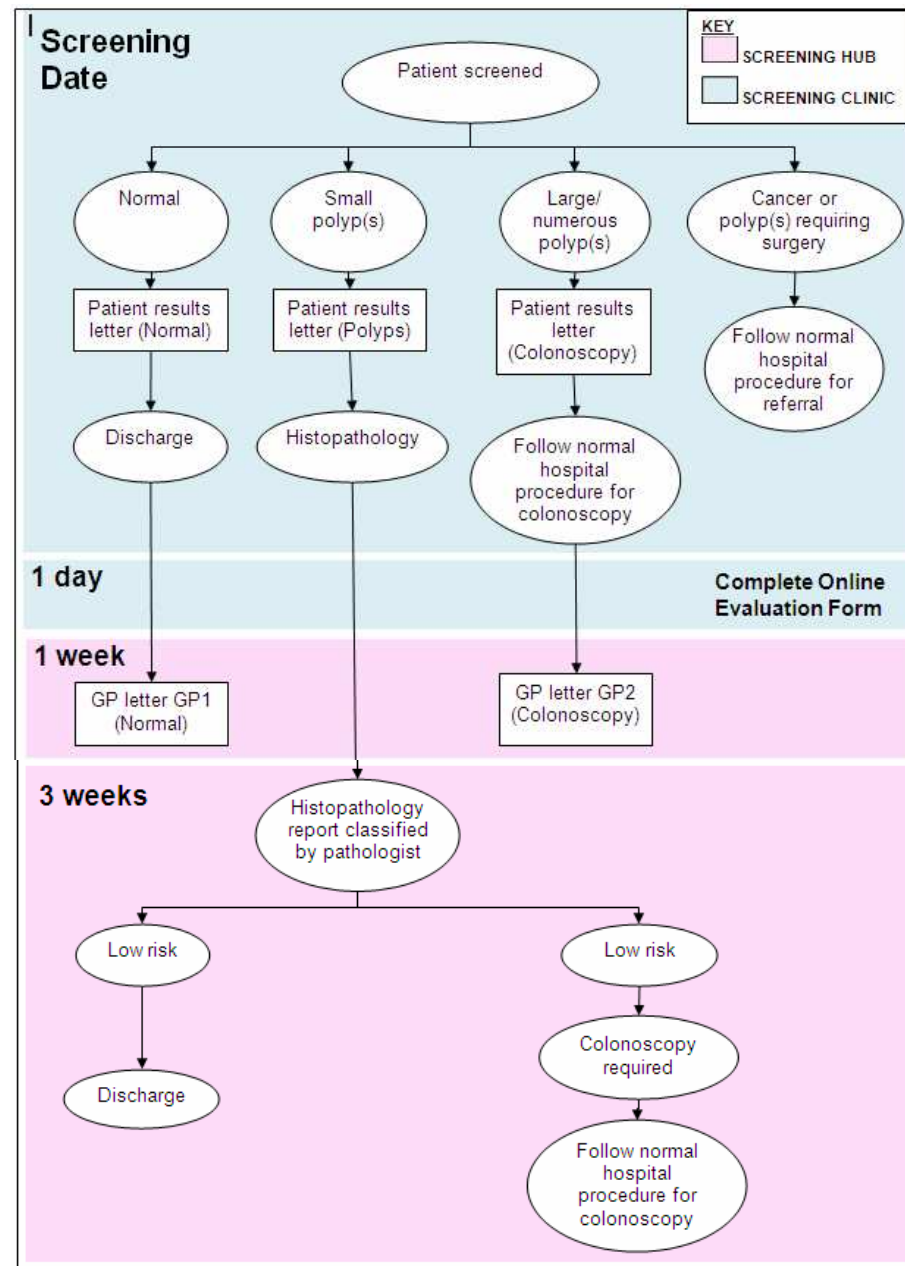 Screening
Date
KEY
SCREENING HUB
SCREENING CLINIC
Patient screened
Normal
Small
polyp(s)
Large/
numerous
polyp(s)
Cancer or
polyp(s) requiring
surgery
Patient results
letter (Normal)
Patient results
letter (Polyps)
Patient results
letter
(Colonoscopy)
Follow normal
hospital
procedure for
referral
Discharge
Histopathology
Follow normal
hospital
procedure for
colonoscopy
1 day
Complete Online
Evaluation Form
1 week
GP letter GP1
(Normal)
GP letter GP2
(Colonoscopy)
3 weeks
Histopathology
report classified
by pathologist
Low risk
Low risk
Colonoscopy
required
Discharge
Follow normal
hospital
procedure for
colonoscopy